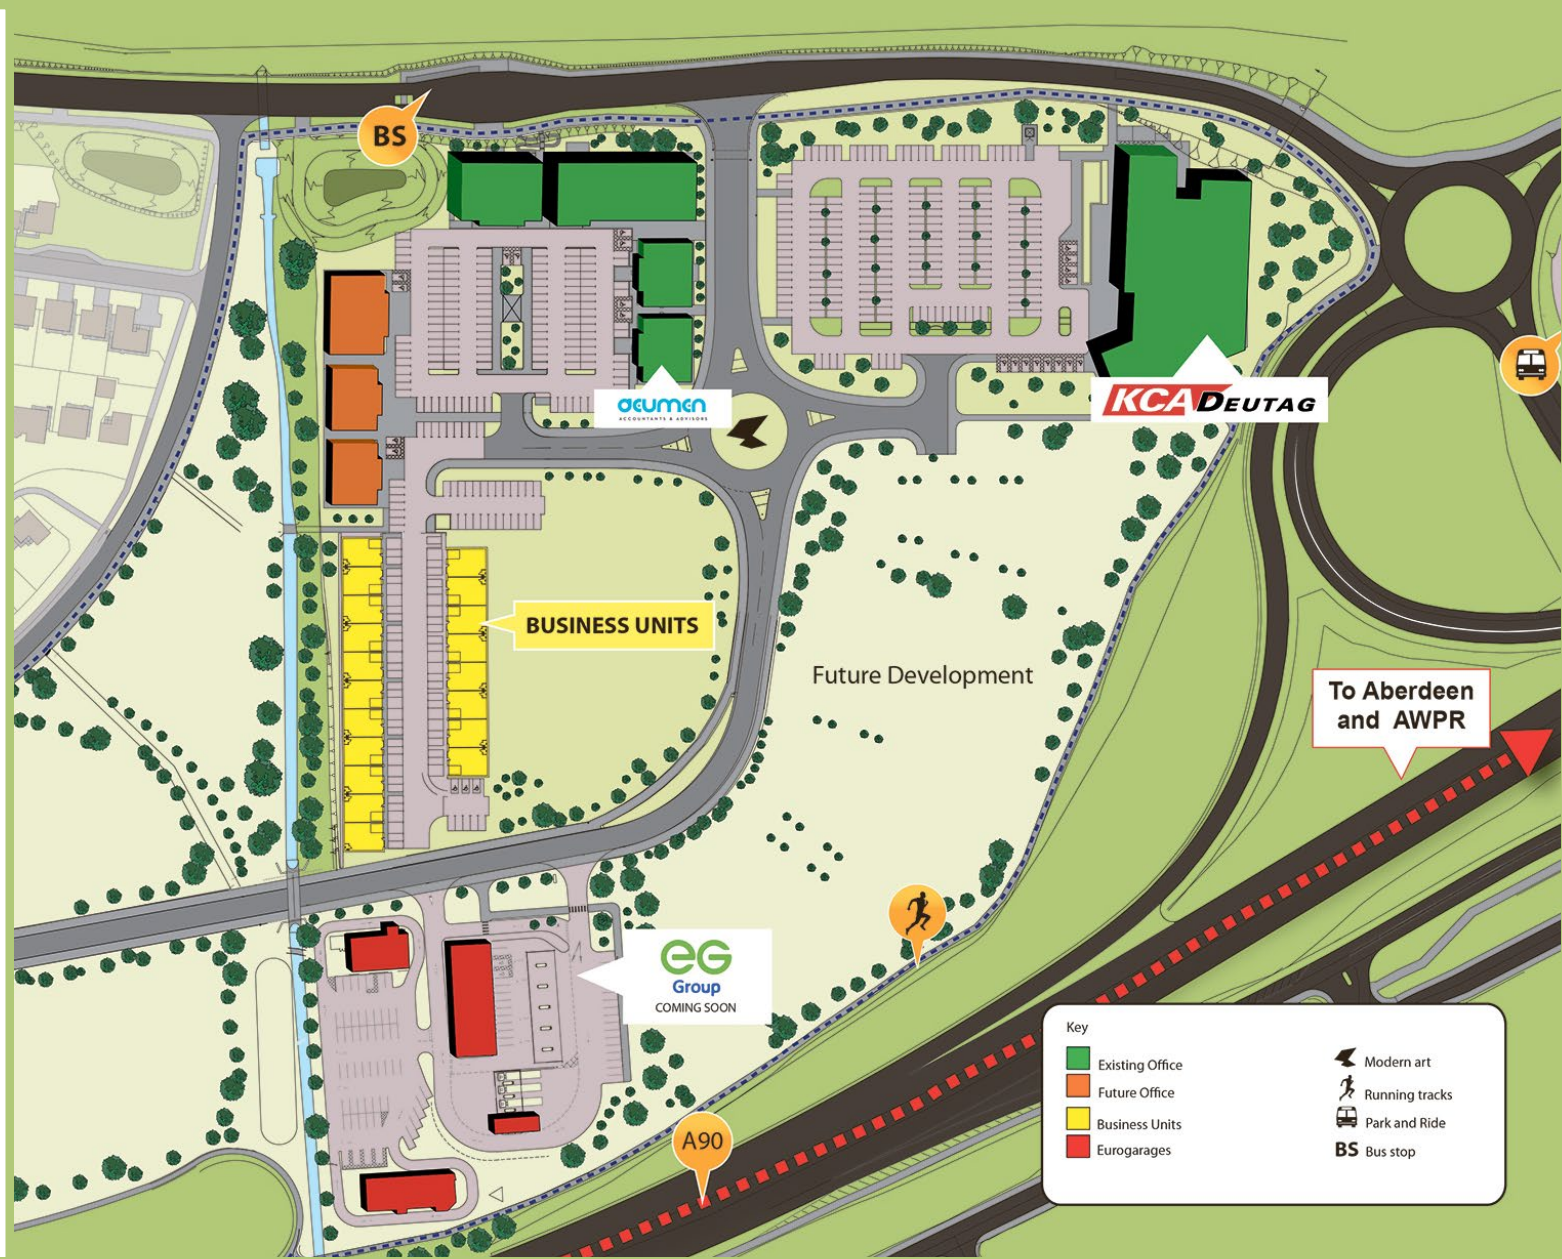 BS
acumen
ACCOUNTANTS & ADVISORS
KCA DEUTAG
BUSINESS UNITS
Future Development
To Aberdeen
and AWPR
eG
Group
COMING SOON
A90
Key
Existing Office
Future Office
Business Units
Eurogarages
Modern art
Running tracks
Park and Ride
BS Bus stop